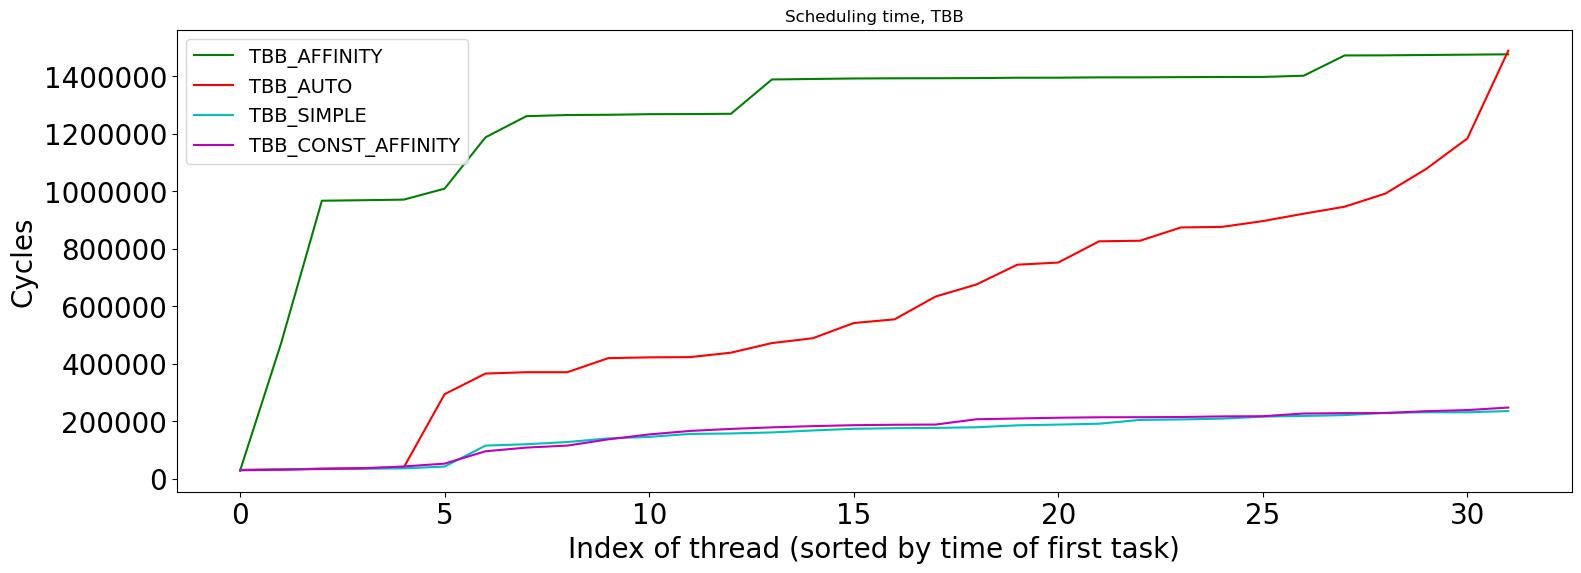 Scheduling time, TBB
TBB_AFFINITY
TBB_AUTO
TBB_SIMPLE
TBB_CONST_AFFINITY
Cycles
1400000
1200000
1000000
800000
600000
400000
200000
0
0 5 10 15 20 25 30
Index of thread (sorted by time of first task)